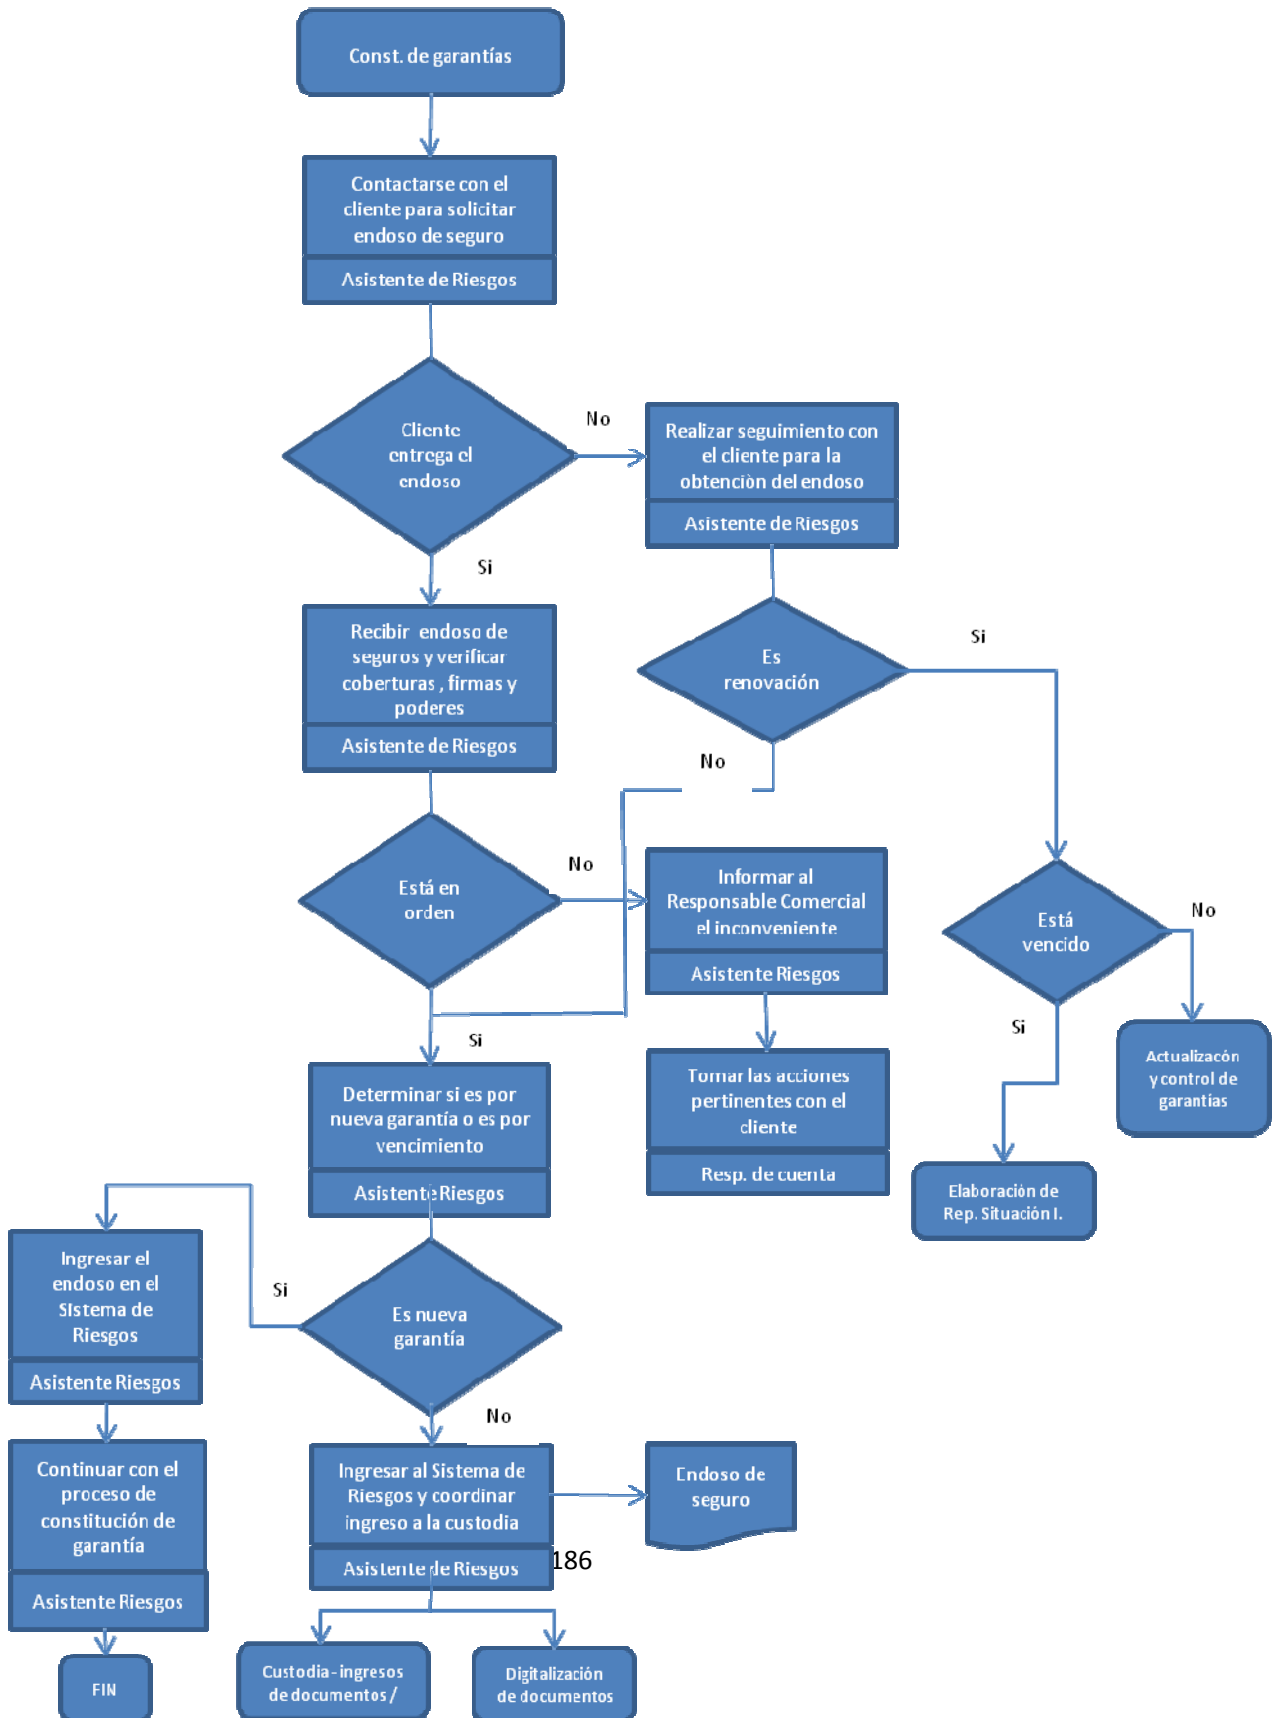 Const. de garantías
Contactarse con el
cliente para solicitar
endoso de seguro
Asistente de Riesgos
Cliente
entrega el
endoso
No
Realizar seguimiento con
el cliente para la
obtención del endoso
Asistente de Riesgos
Si
Recibir endoso de
seguros y verificar
coberturas , firmas y
poderes
Asistente de Riesgos
Es
renovación
Si
No
Está en
orden
No
Informar al
Responsable Comercial
el inconveniente
Asistente Riesgos
Está
vencido
No
Si
Si
Actualizacón
y control de
garantías
Determinar si es por
nueva garantía o es por
vencimiento
Asistente Riesgos
Tomar las acciones
pertinentes con el
cliente
Resp. de cuenta
Elaboración de
Rep. Situación I.
Ingresar el
endoso en el
Sistema de
Riesgos
Asistente Riesgos
Si
Es nueva
garantía
No
Continuar con el
proceso de
constitución de
garantía
Asistente Riesgos
Ingresar al Sistema de
Riesgos y coordinar
ingreso a la custodia
Asistente de Riesgos
Endoso de
seguro
186
FIN
Custodia-ingresos
de documentos /
Digitalización
de documentos